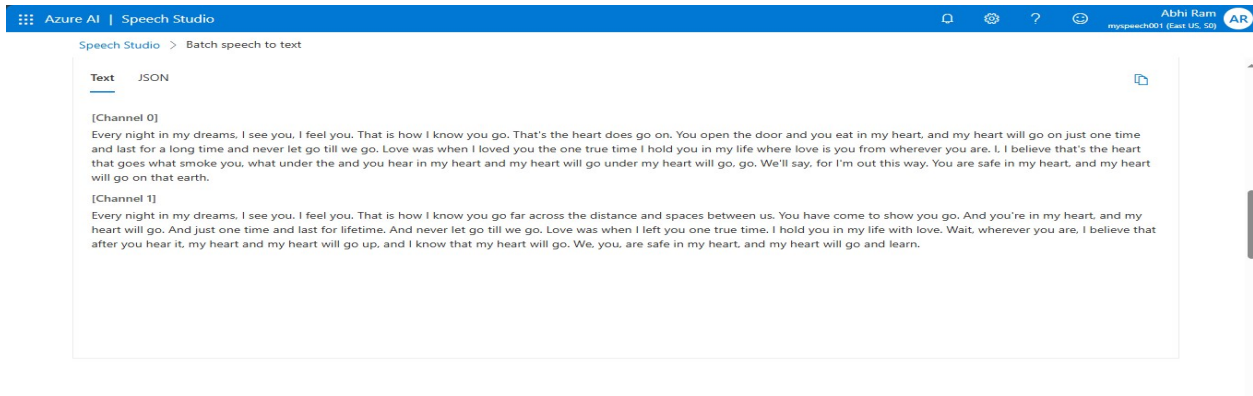 Azure AI | Speech Studio
Abhi Ram
myspeech001 (East US, S0)
AR
Speech Studio > Batch speech to text
Text JSON
[Channel 0]
Every night in my dreams, I see you, I feel you. That is how I know you go. That's the heart does go on. You open the door and you eat in my heart, and my heart will go on just one time
and last for a long time and never let go till we go. Love was when I loved you the one true time I hold you in my life where love is you from wherever you are. I, I believe that's the heart
that goes what smoke you, what under the and you hear in my heart and my heart will go under my heart will go, go. We'll say, for I'm out this way. You are safe in my heart, and my heart
will go on that earth.
[Channel 1]
Every night in my dreams, I see you. I feel you. That is how I know you go far across the distance and spaces between us. You have come to show you go. And you're in my heart, and my
heart will go. And just one time and last for lifetime. And never let go till we go. Love was when I left you one true time. I hold you in my life with love. Wait, wherever you are, I believe that
after you hear it, my heart and my heart will go up, and I know that my heart will go. We, you, are safe in my heart, and my heart will go and learn.